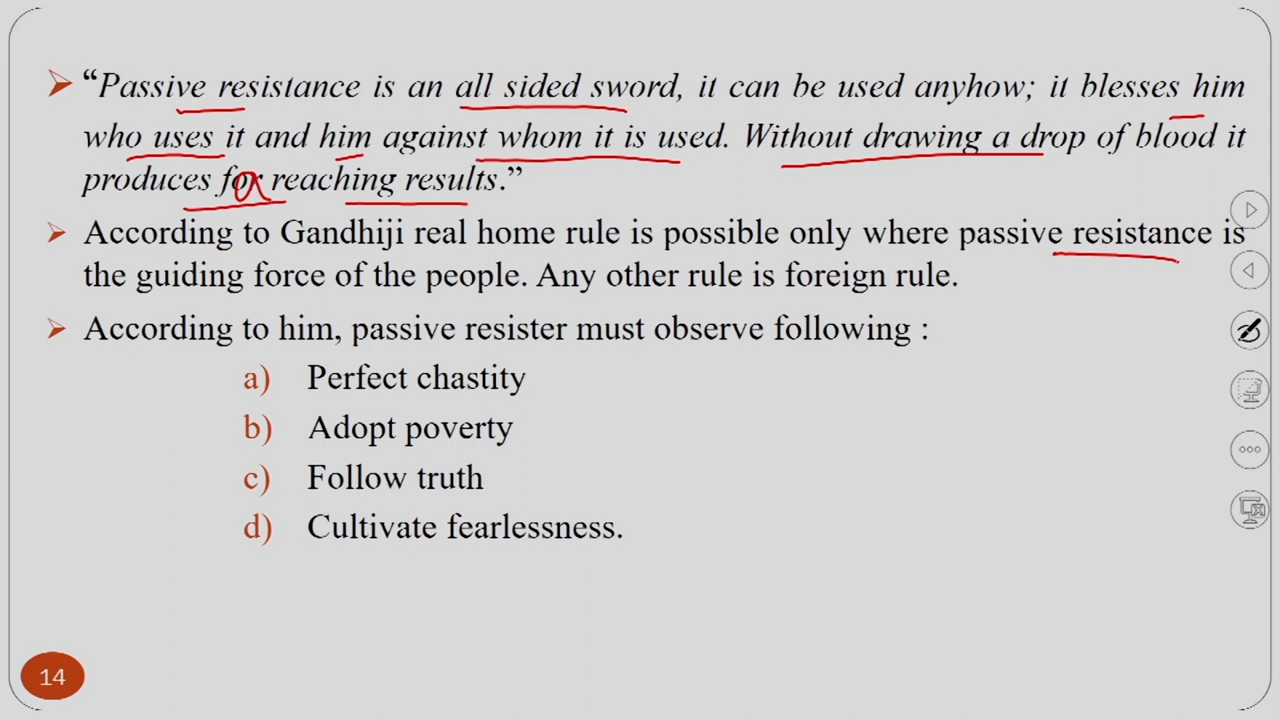 “Passive resistance is an all sided sword, it can be used anyhow; it blesses him
who uses it and him against whom it is used. Without drawing a drop of blood it
produces far reaching results.”
According to Gandhiji real home rule is possible only where passive resistance is
the guiding force of the people. Any other rule is foreign rule.
According to him, passive resister must observe following :
a) Perfect chastity
b) Adopt poverty
c) Follow truth
d) Cultivate fearlessness.
14